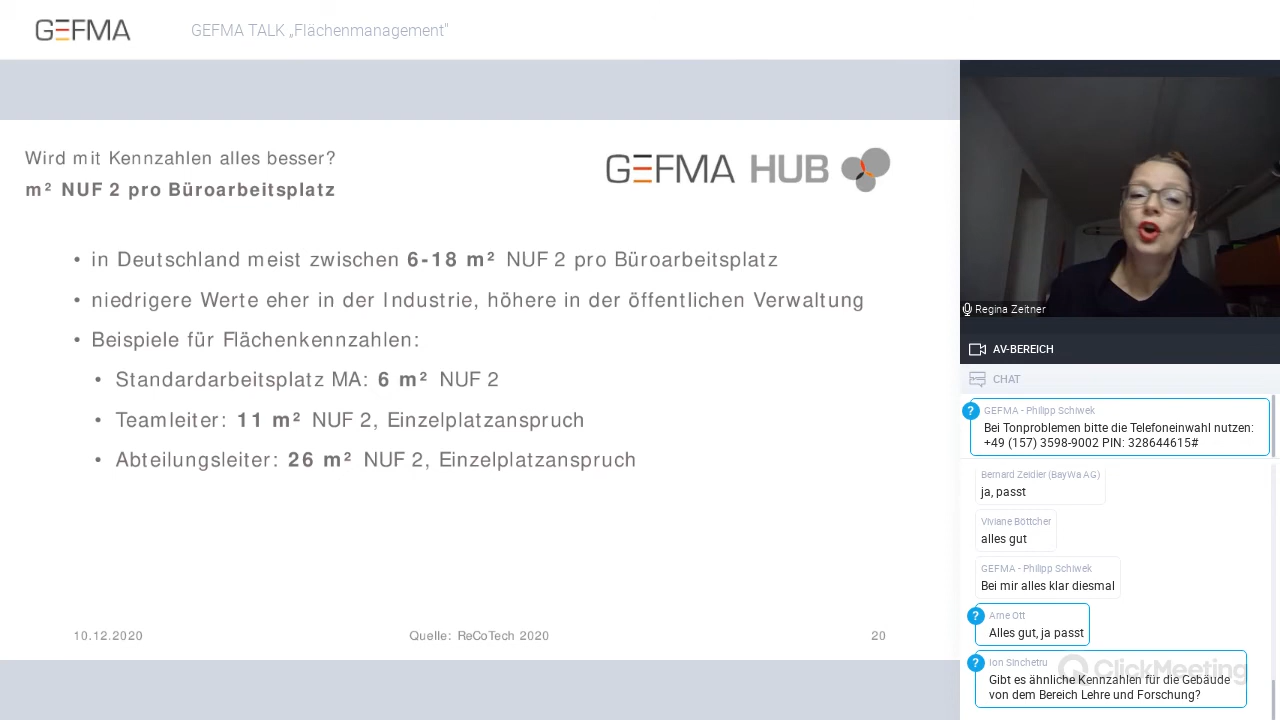 GEFMA
GEFMA TALK „Flächenmanagement"
Wird mit Kennzahlen alles besser?
m² NUF 2 pro Büroarbeitsplatz
GEFMA HUB
• in Deutschland meist zwischen 6-18 m² NUF 2 pro Büroarbeitsplatz
• niedrigere Werte eher in der Industrie, höhere in der öffentlichen Verwaltung
• Beispiele für Flächenkennzahlen:
• Standardarbeitsplatz MA: 6 m² NUF 2
• Teamleiter: 11 m² NUF 2, Einzelplatzanspruch
• Abteilungsleiter: 26 m² NUF 2, Einzelplatzanspruch
10.12.2020
Quelle: ReCoTech 2020
20
Regina Zeitner
AV-BEREICH
CHAT
? GEFMA - Philipp Schiwek
Bei Tonproblemen bitte die Telefoneinwahl nutzen:
+49 (157) 3598-9002 PIN: 328644615#
Bernard Zeidler (BayWa AG)
ja, passt
Viviane Böttcher
alles gut
GEFMA - Philipp Schiwek
Bei mir alles klar diesmal
? Arne Ott
Alles gut, ja passt
? Ion Sinchetru
Gibt es ähnliche Kennzahlen für die Gebäude
von dem Bereich Lehre und Forschung?
ClickMeeting